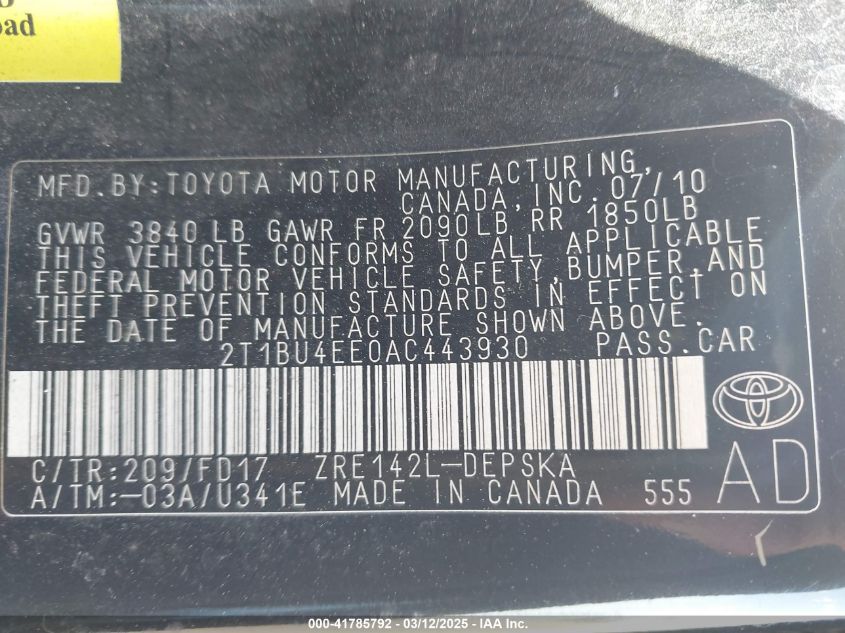 oad
MFD.BY:TOYOTA MOTOR MANUFACTURING,
CANADA,INC. 07/10
GVWR 3840 LB GAWR FR 2090LB RR 1850LB
THIS VEHICLE CONFORMS TO ALL APPLICABLE
FEDERAL MOTOR VEHICLE SAFETY,BUMPER,AND
THEFT PREVENTION STANDARDS IN EFFECT ON
THE DATE OF MANUFACTURE SHOWN ABOVE.
2T1BU4EE0AC443930 PASS.CAR
C/TR:209/FD17 ZRE142L-DEPSKA
A/TM:-03A/U341E MADE IN CANADA 555
AD
000-41785792 - 03/12/2025 - IAA Inc.